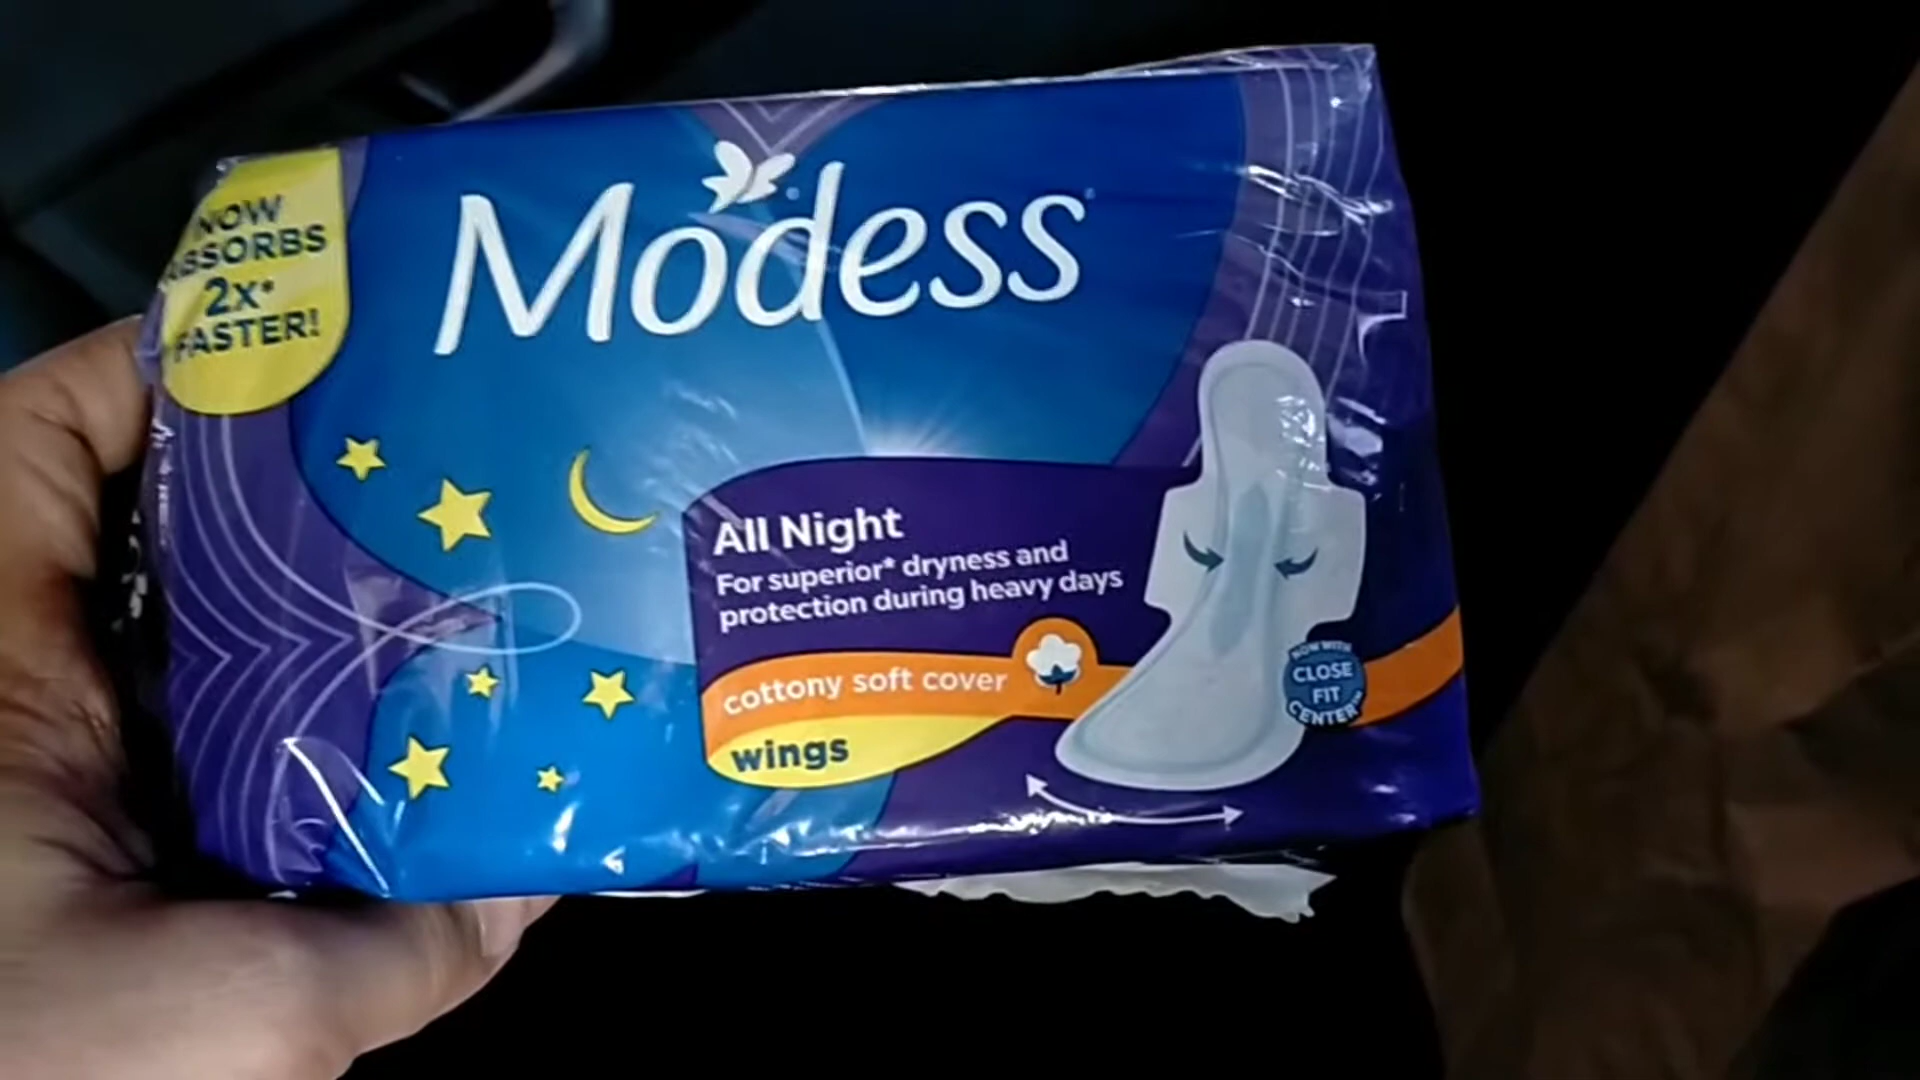 NOW
ABSORBS
2x*
FASTER!
Modess
All Night
For superior* dryness and
protection during heavy days
cottony soft cover
wings
NOW WITH
CLOSE
FIT
CENTER™